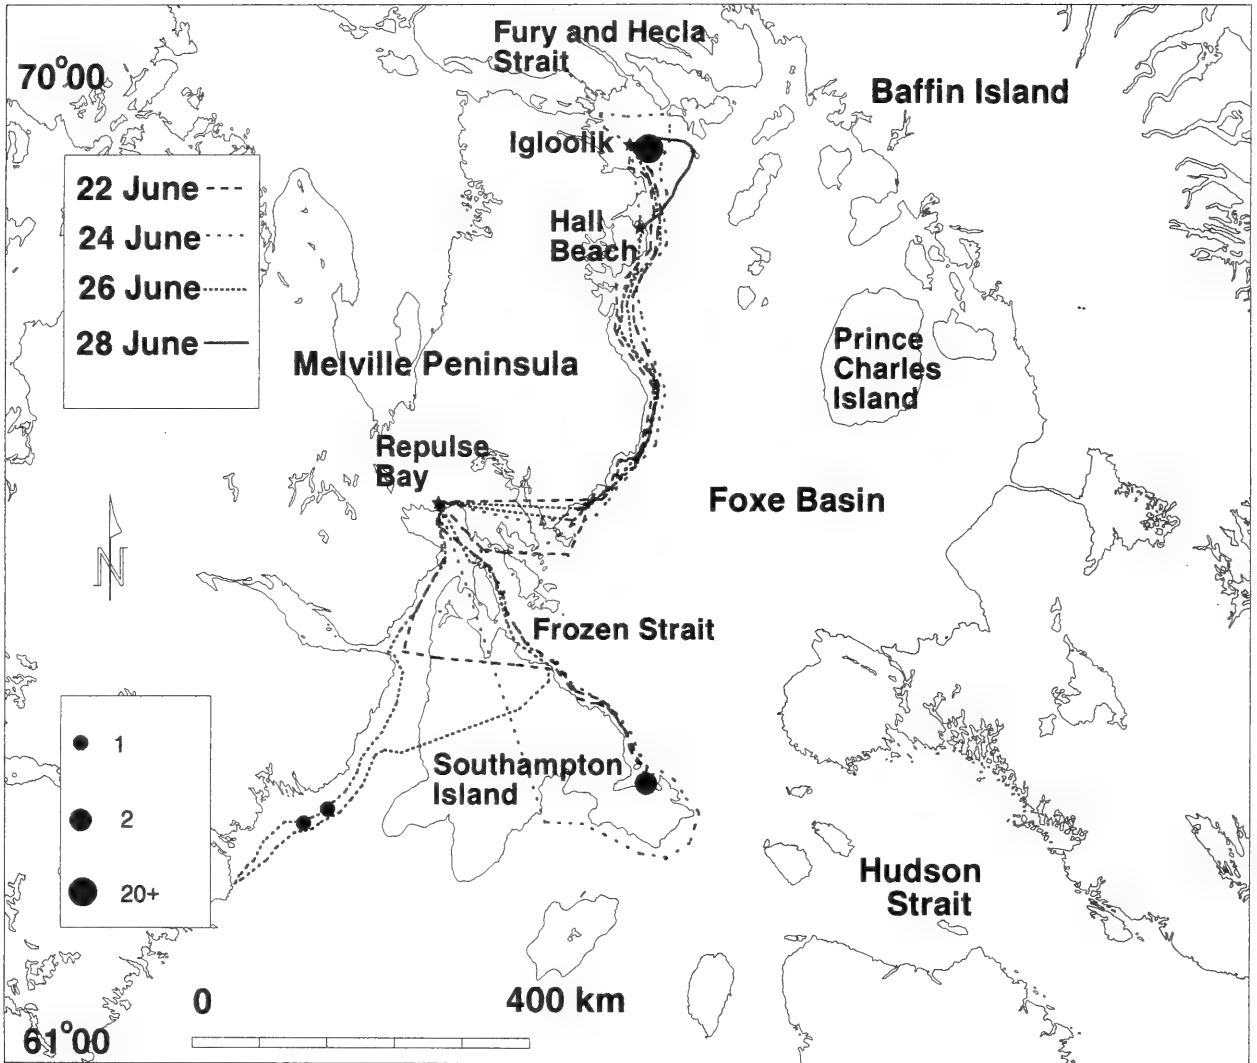 Fury and Hecla
Strait
70°00
Baffin Island
Igloolik
22 June
24 June
26 June
28 June
Hall
Beach
Prince
Charles
Island
Melville Peninsula
Repulse
Bay
Foxe Basin
N
Frozen Strait
1
2
20+
Southampton
Island
Hudson
Strait
0
400 km
61°00